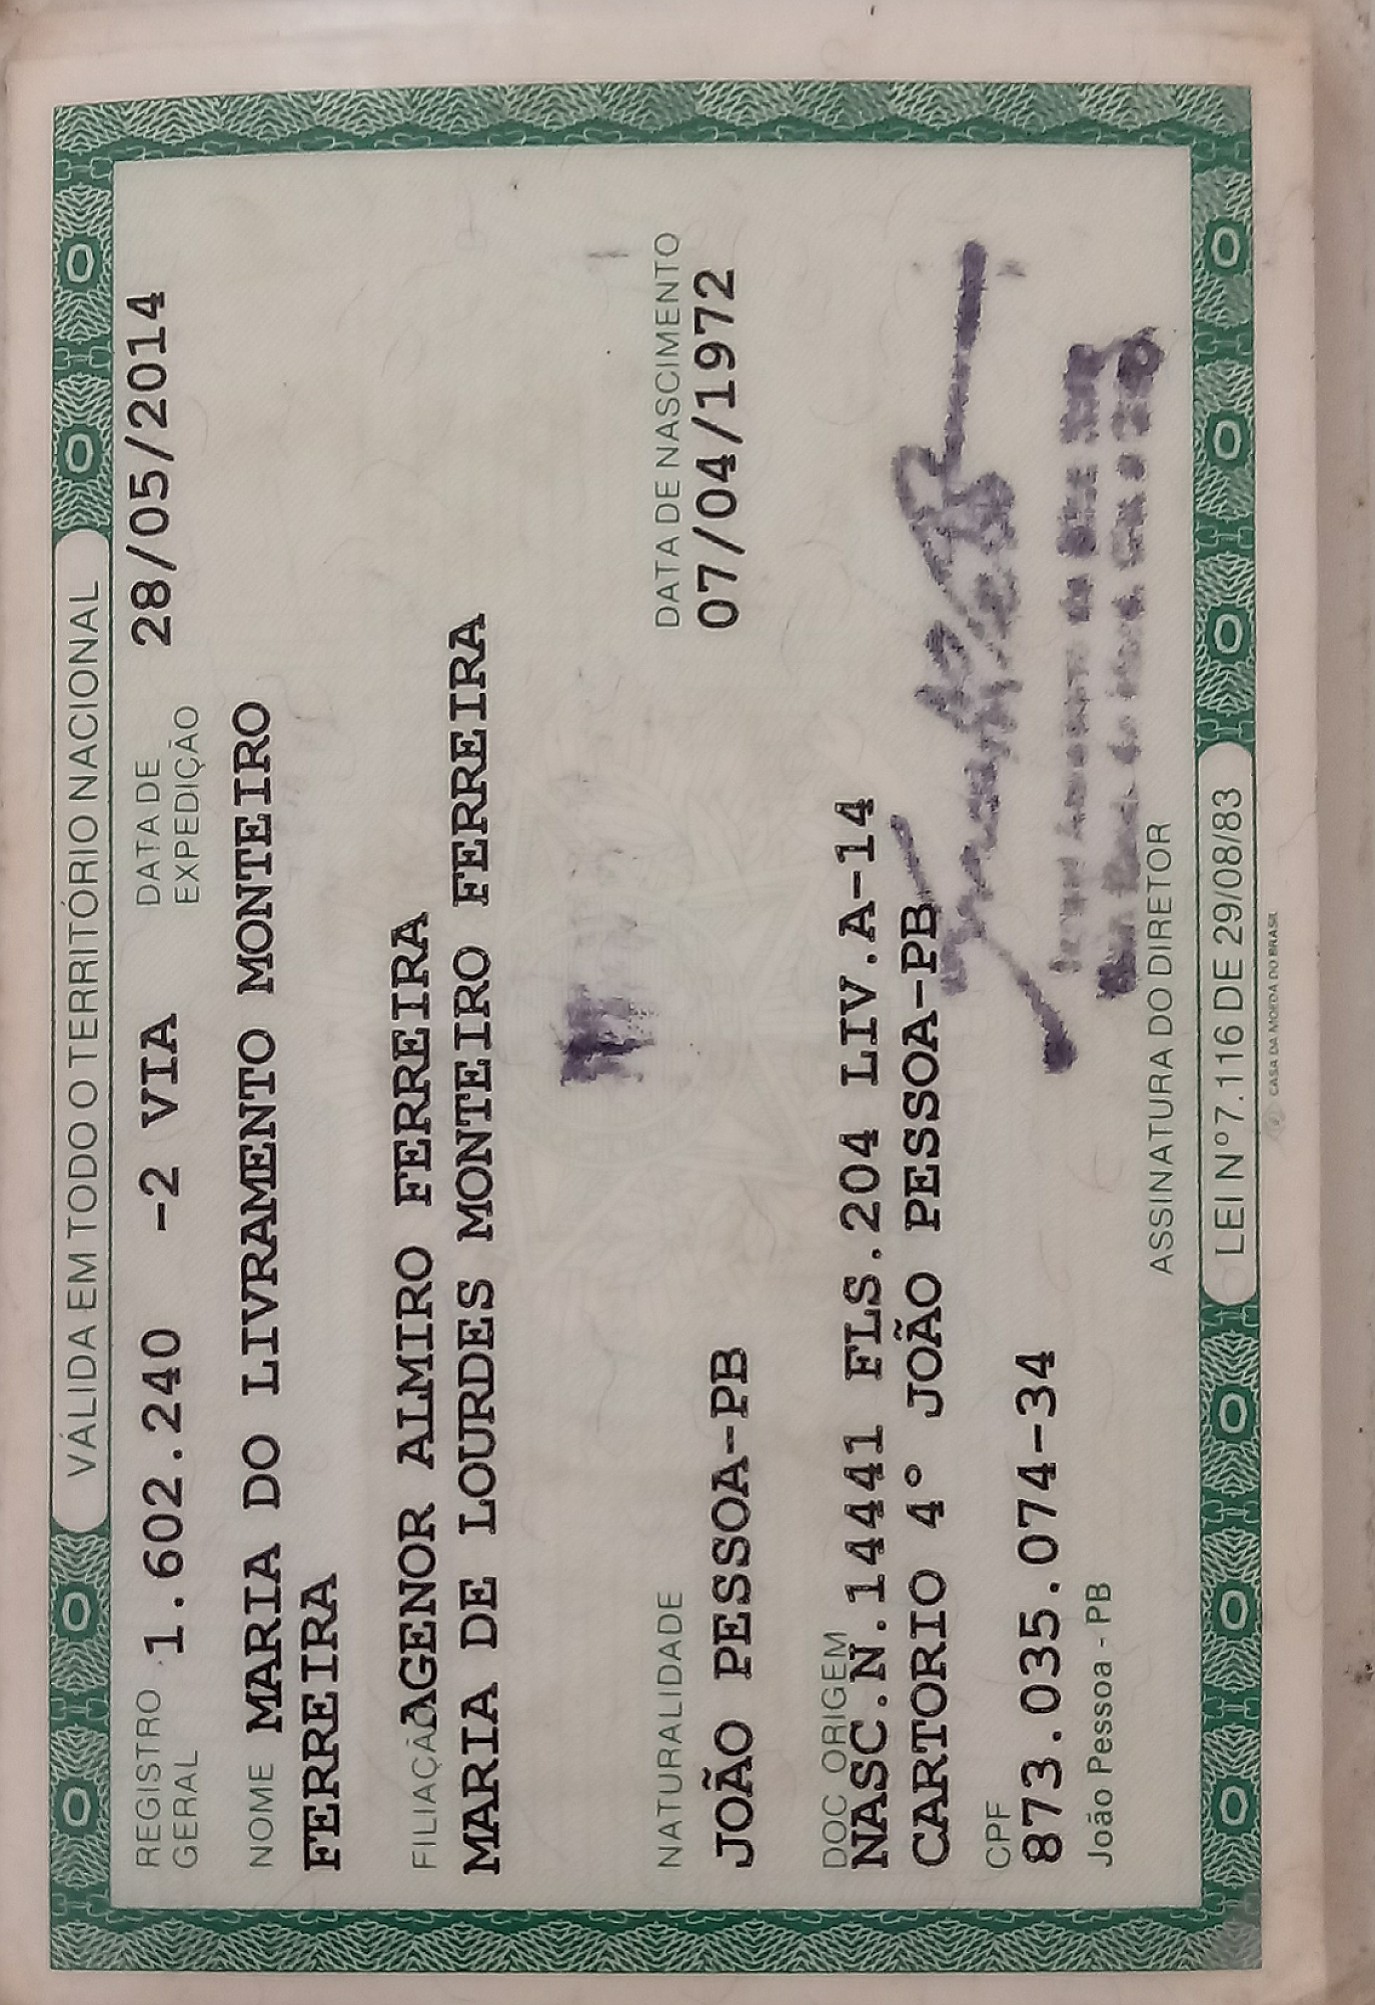 VÁLIDA EM TODO O TERRITÓRIO NACIONAL
REGISTRO GERAL 1.602.240 -2 VIA DATA DE EXPEDIÇÃO 28/05/2014
NOME MARIA DO LIVRAMENTO MONTEIRO
FERREIRA
FILIAÇÃO AGENOR ALMIRO FERREIRA
MARIA DE LOURDES MONTEIRO FERREIRA
NATURALIDADE DATA DE NASCIMENTO
JOÃO PESSOA-PB 07/04/1972
DOC ORIGEM
NASC.N.14441 FLS.204 LIV.A-14
CARTORIO 4° JOÃO PESSOA-PB
CPF
873.035.074-34
João Pessoa - PB
ASSINATURA DO DIRETOR
LEI Nº 7.116 DE 29/08/83
CASA DA MOEDA DO BRASIL